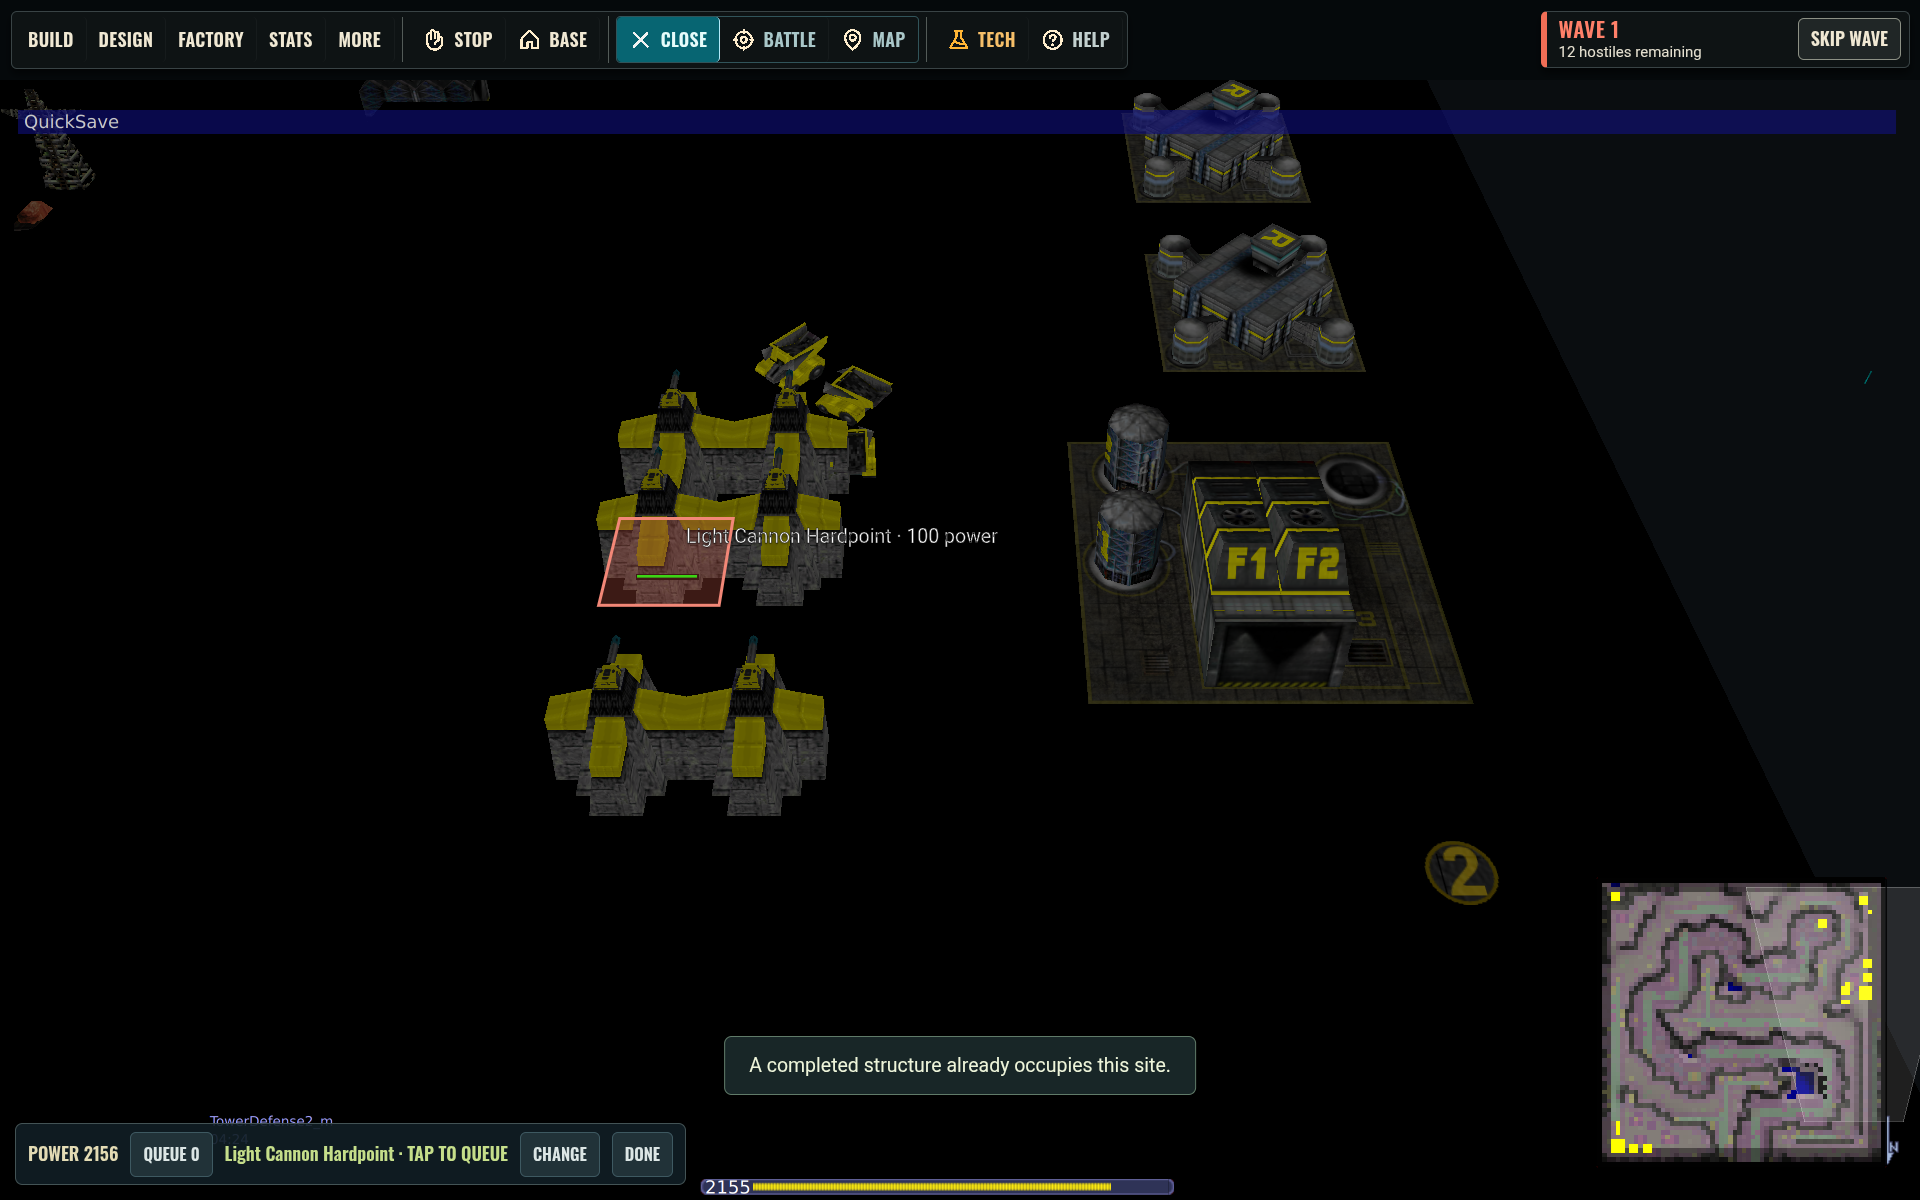 BUILD DESIGN FACTORY STATS MORE STOP BASE CLOSE BATTLE MAP TECH HELP
WAVE 1
12 hostiles remaining
SKIP WAVE
QuickSave
R
R
Light Cannon Hardpoint · 100 power
F1 F2
3
2
A completed structure already occupies this site.
TowerDefense2_m
POWER 2156 QUEUE 0 Light Cannon Hardpoint · TAP TO QUEUE CHANGE DONE
2155
N